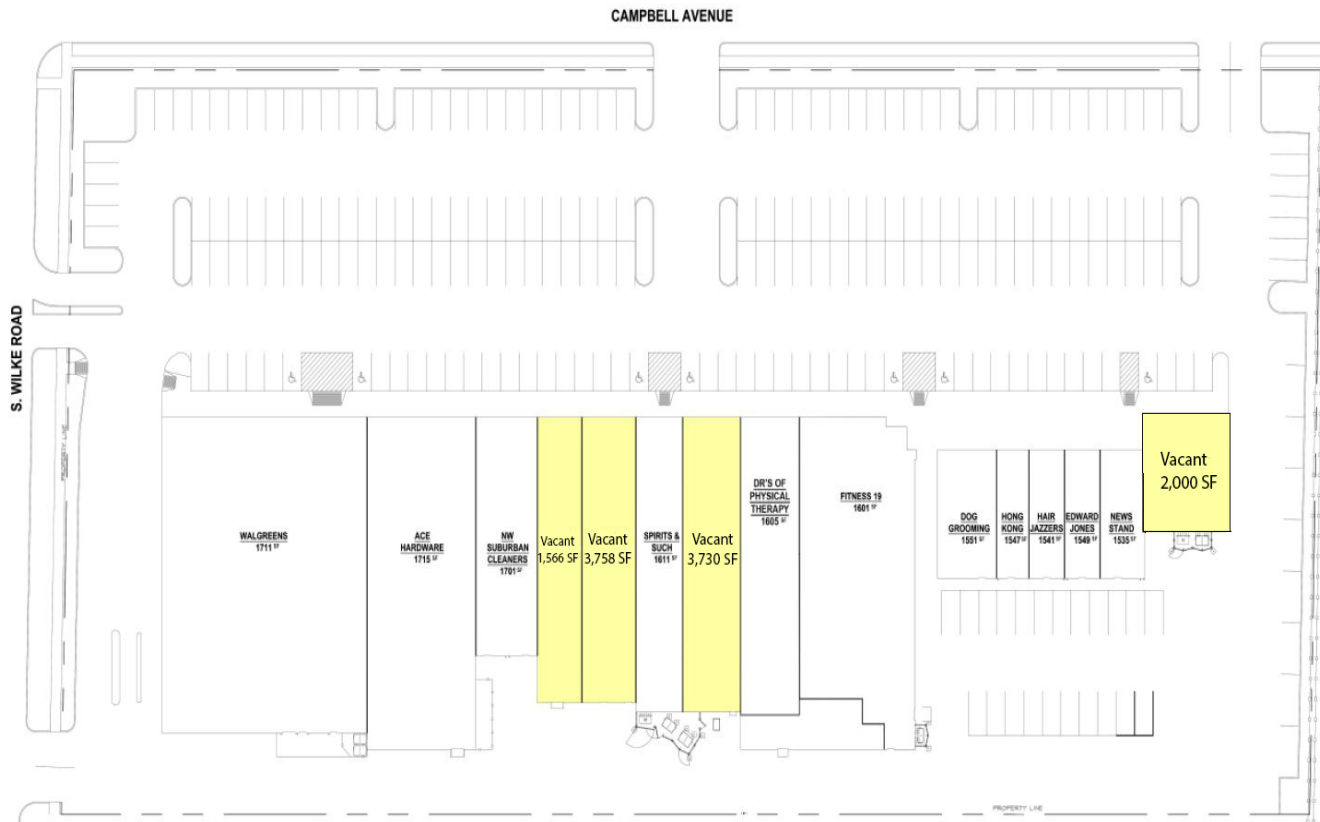 CAMPBELL AVENUE
S. WILKE ROAD
PROPERTY LINE
WALGREENS
1711 SF
ACE
HARDWARE
1715 SF
NW
SUBURBAN
CLEANERS
1701 SF
Vacant
1,566 SF
Vacant
3,758 SF
SPIRITS &
SUCH
1611 SF
Vacant
3,730 SF
DR'S OF
PHYSICAL
THERAPY
1605 SF
FITNESS 19
1601 SF
DOG
GROOMING
1551 SF
HONG
KONG
1547 SF
HAIR
JAZZERS
1541 SF
EDWARD
JONES
1549 SF
NEWS
STAND
1535 SF
Vacant
2,000 SF
PROPERTY LINE